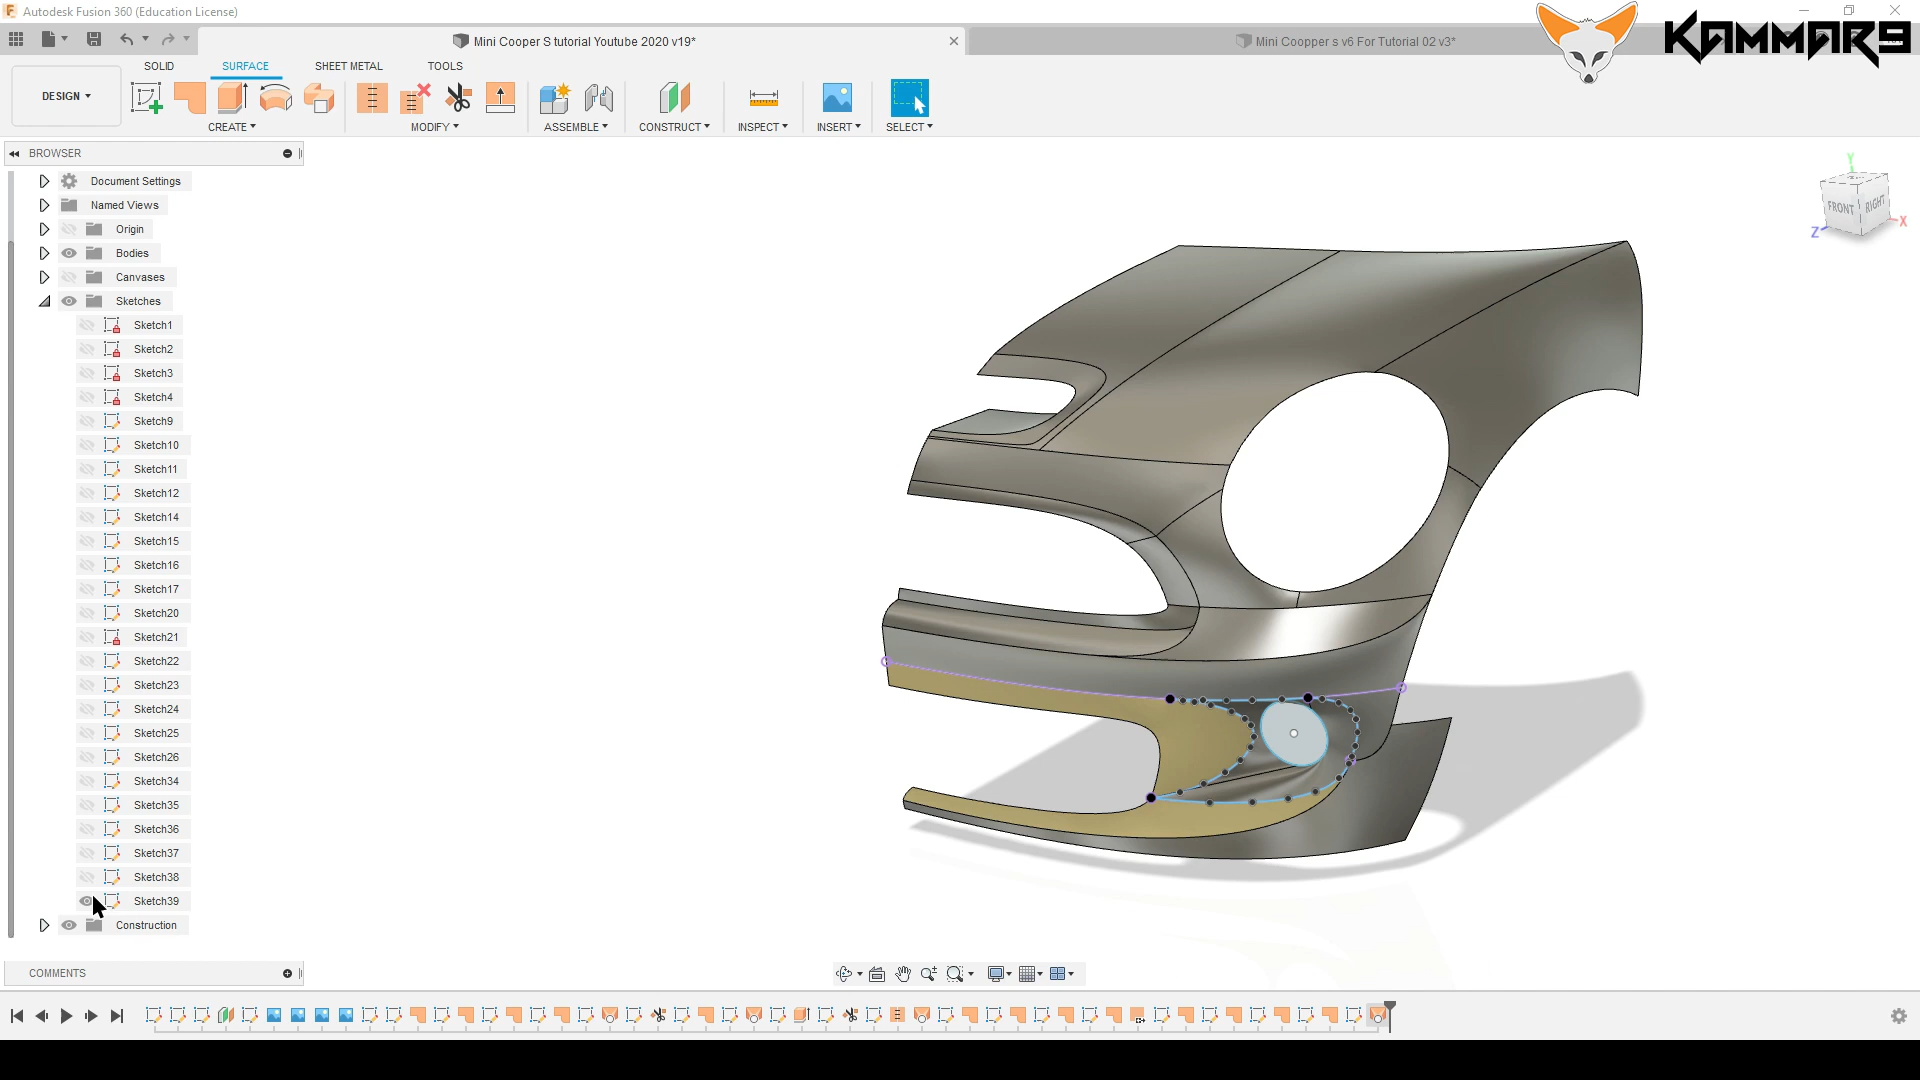 Autodesk Fusion 360 (Education License)
Mini Cooper S tutorial Youtube 2020 v19*
Mini Coopper s v6 For Tutorial 02 v3*
KAMMAR9
SOLID
SURFACE
SHEET METAL
TOOLS
DESIGN
CREATE
MODIFY
ASSEMBLE
CONSTRUCT
INSPECT
INSERT
SELECT
BROWSER
Document Settings
Named Views
Origin
Bodies
Canvases
Sketches
Sketch1
Sketch2
Sketch3
Sketch4
Sketch9
Sketch10
Sketch11
Sketch12
Sketch14
Sketch15
Sketch16
Sketch17
Sketch20
Sketch21
Sketch22
Sketch23
Sketch24
Sketch25
Sketch26
Sketch34
Sketch35
Sketch36
Sketch37
Sketch38
Sketch39
Construction
Y
FRONT
RIGHT
X
Z
COMMENTS